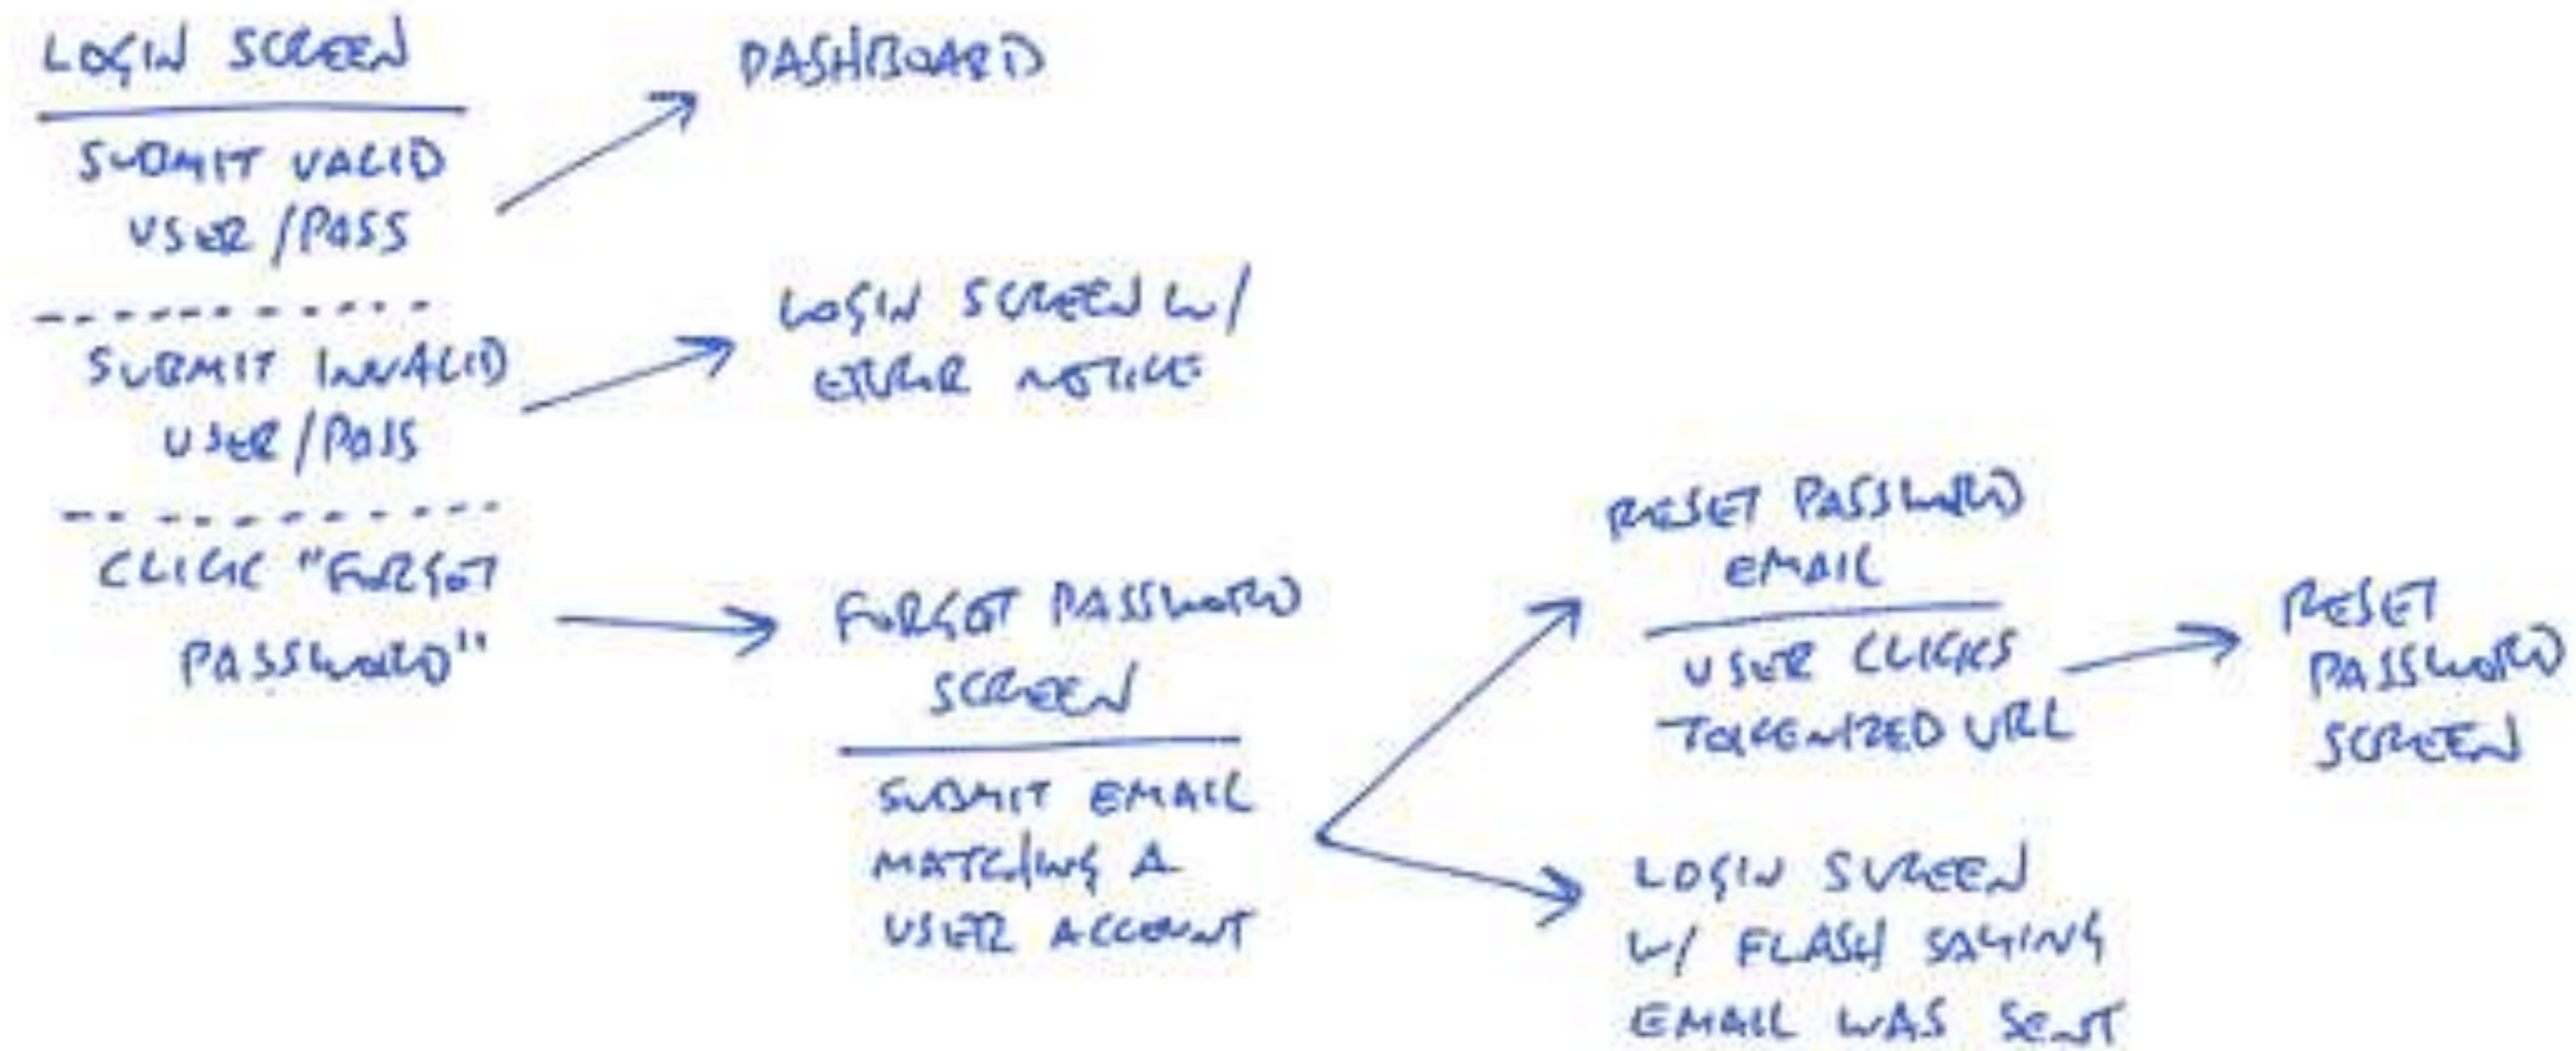 LOGIN SCREEN
SUBMIT VALID
USER/PASS
SUBMIT INVALID
USER/PASS
CLICK "FORGOT
PASSWORD"
DASHBOARD
LOGIN SCREEN W/
ERROR NOTICE
FORGOT PASSWORD
SCREEN
SUBMIT EMAIL
MATCHING A
USER ACCOUNT
RESET PASSWORD
EMAIL
USER CLICKS
TOKENIZED URL
LOGIN SCREEN
W/ FLASH SAYING
EMAIL WAS SENT
RESET
PASSWORD
SCREEN